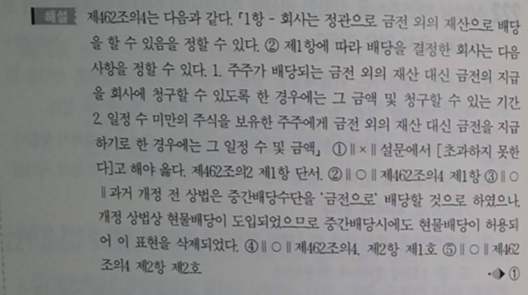 해설 제462조의4는 다음과 같다. 「1항 - 회사는 정관으로 금전 외의 재산으로 배당
을 할 수 있음을 정할 수 있다. ② 제1항에 따라 배당을 결정한 회사는 다음
사항을 정할 수 있다. 1. 주주가 배당되는 금전 외의 재산 대신 금전의 지급
을 회사에 청구할 수 있도록 한 경우에는 그 금액 및 청구할 수 있는 기간
2. 일정 수 미만의 주식을 보유한 주주에게 금전 외의 재산 대신 금전을 지급
하기로 한 경우에는 그 일정 수 및 금액」 ①∥×∥설문에서 [초과하지 못한
다]고 해야 옳다. 제462조의2 제1항 단서. ②∥○∥제462조의4 제1항 ③∥○
∥과거 개정 전 상법은 중간배당수단을 ‘금전으로’ 배당할 것으로 하였으나,
개정 상법상 현물배당이 도입되었으므로 중간배당시에도 현물배당이 허용되
어 이 표현을 삭제되었다. ④∥○∥제462조의4. 제2항 제1호 ⑤∥○∥제462
조의4 제2항 제2호
①